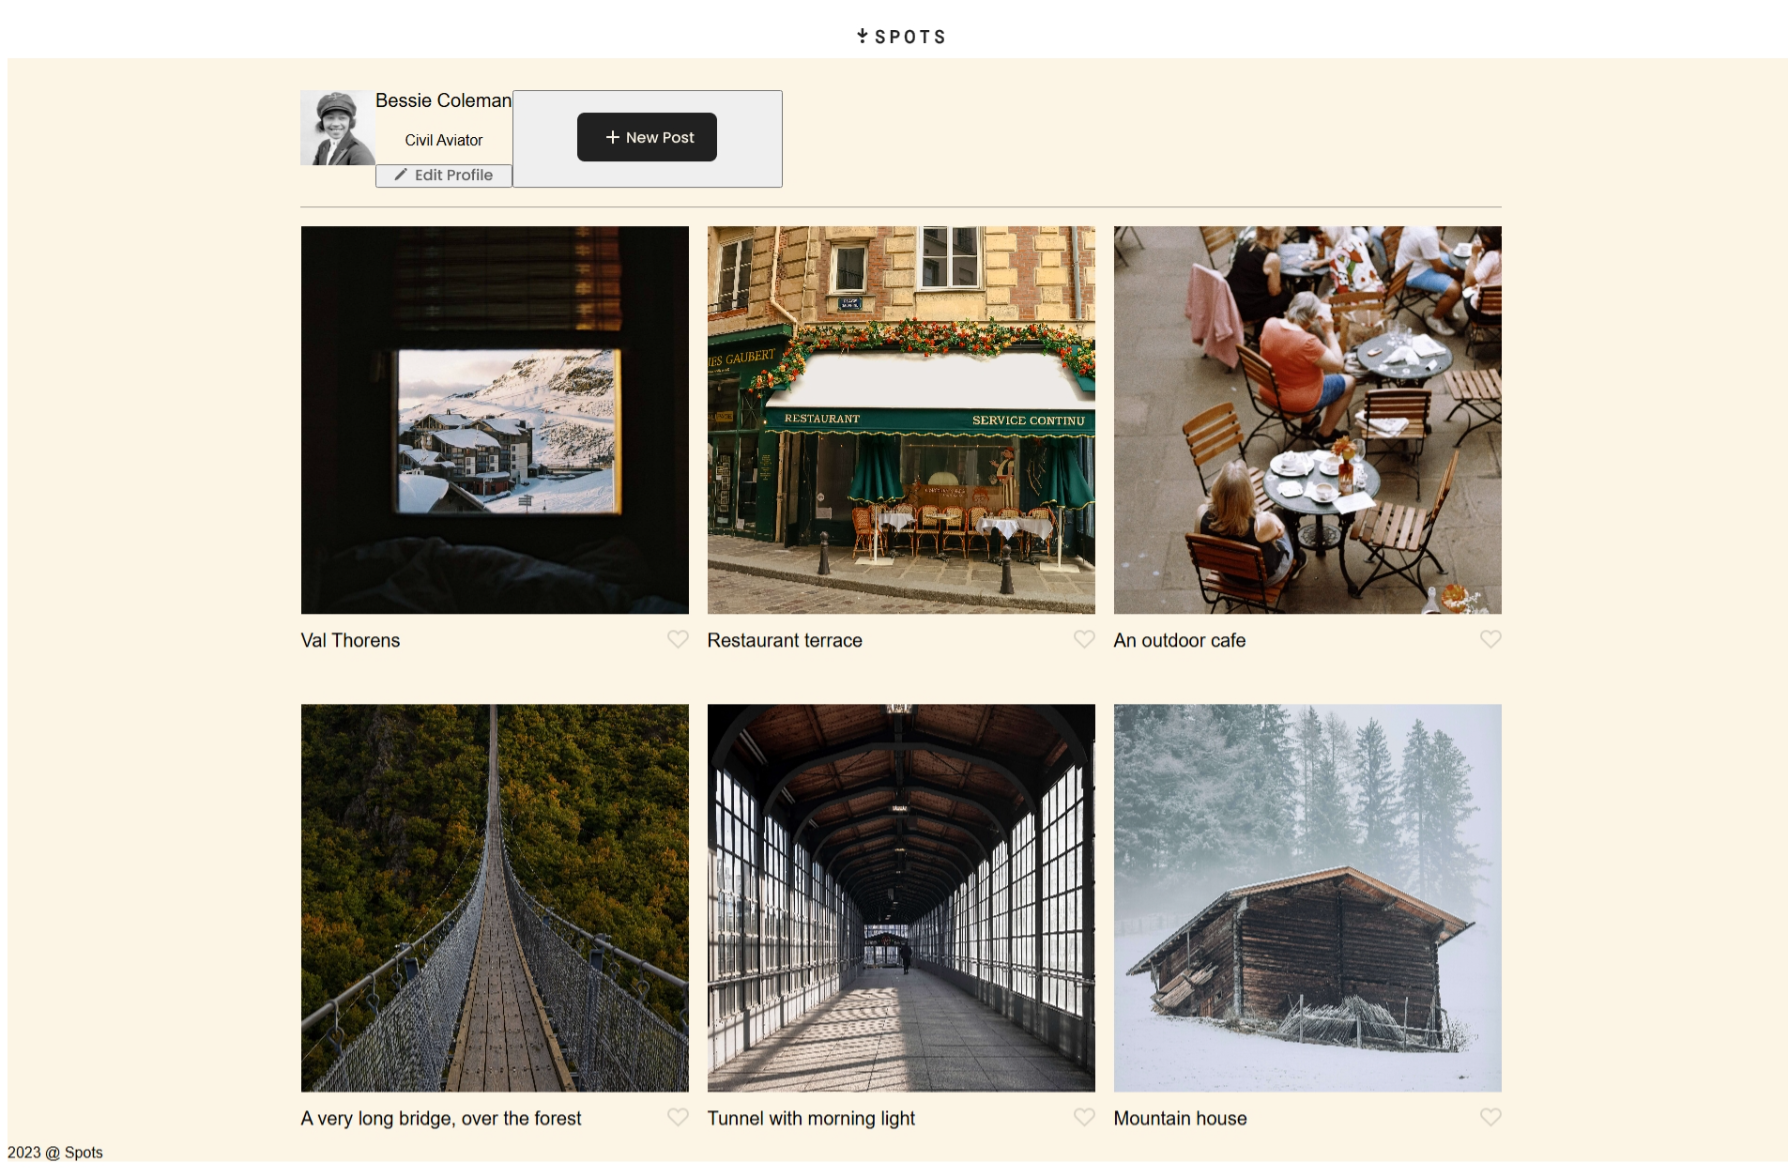 SPOTS
Bessie Coleman
Civil Aviator
Edit Profile
+ New Post
ES GAUBERT
RESTAURANT SERVICE CONTINU
Val Thorens
Restaurant terrace
An outdoor cafe
A very long bridge, over the forest
Tunnel with morning light
Mountain house
2023 @ Spots